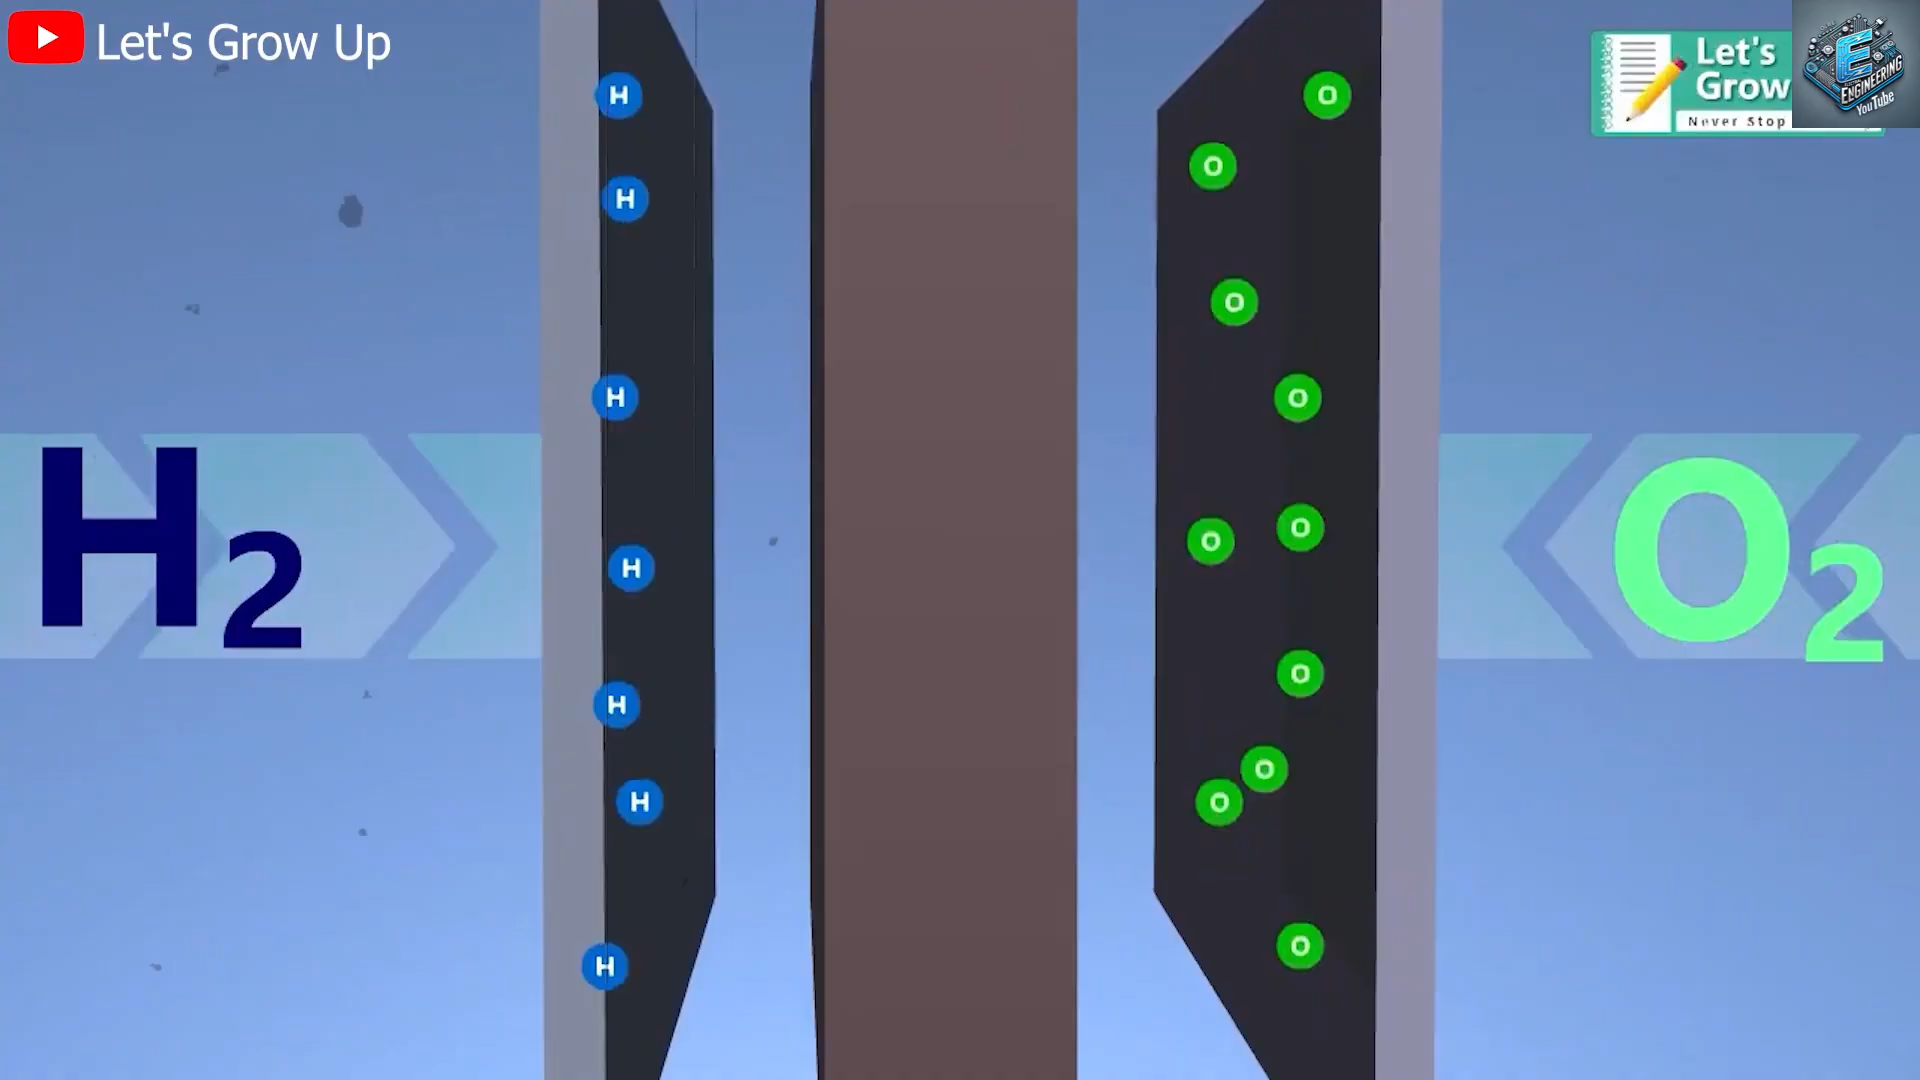 Let's Grow Up
Let's
Grow
Never Stop
E
ENGINEERING
YouTube
H
H
H
H
H
H
H
O
O
O
O
O
O
O
O
O
O
H2
O2